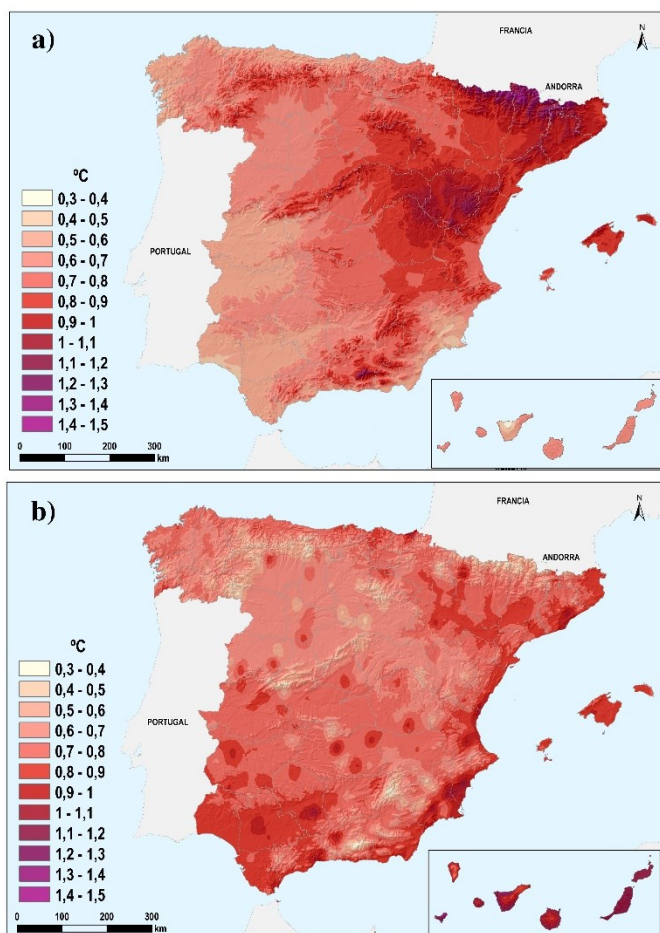 a)
FRANCIA
N
ANDORRA
ºC
0,3 - 0,4
0,4 - 0,5
0,5 - 0,6
0,6 - 0,7
0,7 - 0,8
0,8 - 0,9
0,9 - 1
1 - 1,1
1,1 - 1,2
1,2 - 1,3
1,3 - 1,4
1,4 - 1,5
PORTUGAL
0 100 200 300
km
b)
FRANCIA
N
ANDORRA
ºC
0,3 - 0,4
0,4 - 0,5
0,5 - 0,6
0,6 - 0,7
0,7 - 0,8
0,8 - 0,9
0,9 - 1
1 - 1,1
1,1 - 1,2
1,2 - 1,3
1,3 - 1,4
1,4 - 1,5
PORTUGAL
0 100 200 300
km